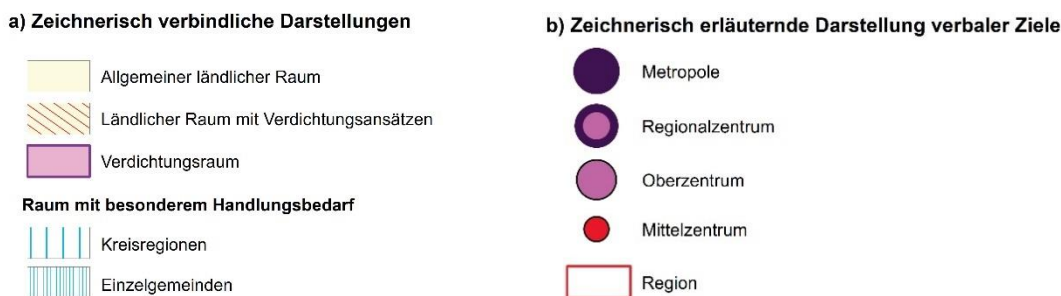 a) Zeichnerisch verbindliche Darstellungen
Allgemeiner ländlicher Raum
Ländlicher Raum mit Verdichtungsansätzen
Verdichtungsraum
Raum mit besonderem Handlungsbedarf
Kreisregionen
Einzelgemeinden
b) Zeichnerisch erläuternde Darstellung verbaler Ziele
Metropole
Regionalzentrum
Oberzentrum
Mittelzentrum
Region